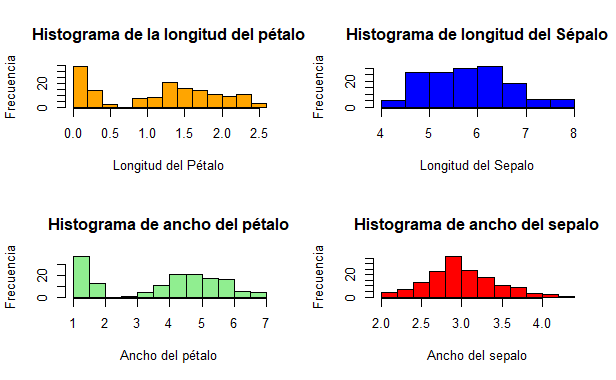 Histograma de la longitud del pétalo
Frecuencia
0 20
0.0 0.5 1.0 1.5 2.0 2.5
Longitud del Pétalo
Histograma de longitud del Sépalo
Frecuencia
0 20
4 5 6 7 8
Longitud del Sepalo
Histograma de ancho del pétalo
Frecuencia
0 20
1 2 3 4 5 6 7
Ancho del pétalo
Histograma de ancho del sepalo
Frecuencia
0 20
2.0 2.5 3.0 3.5 4.0
Ancho del sepalo